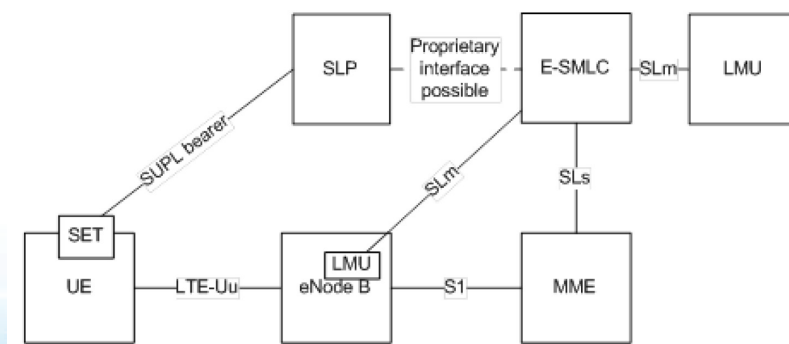 SLP
Proprietary
interface
possible
E-SMLC
SLm
LMU
SUPL bearer
SLm
SLs
SET
UE
LTE-Uu
LMU
eNode B
S1
MME